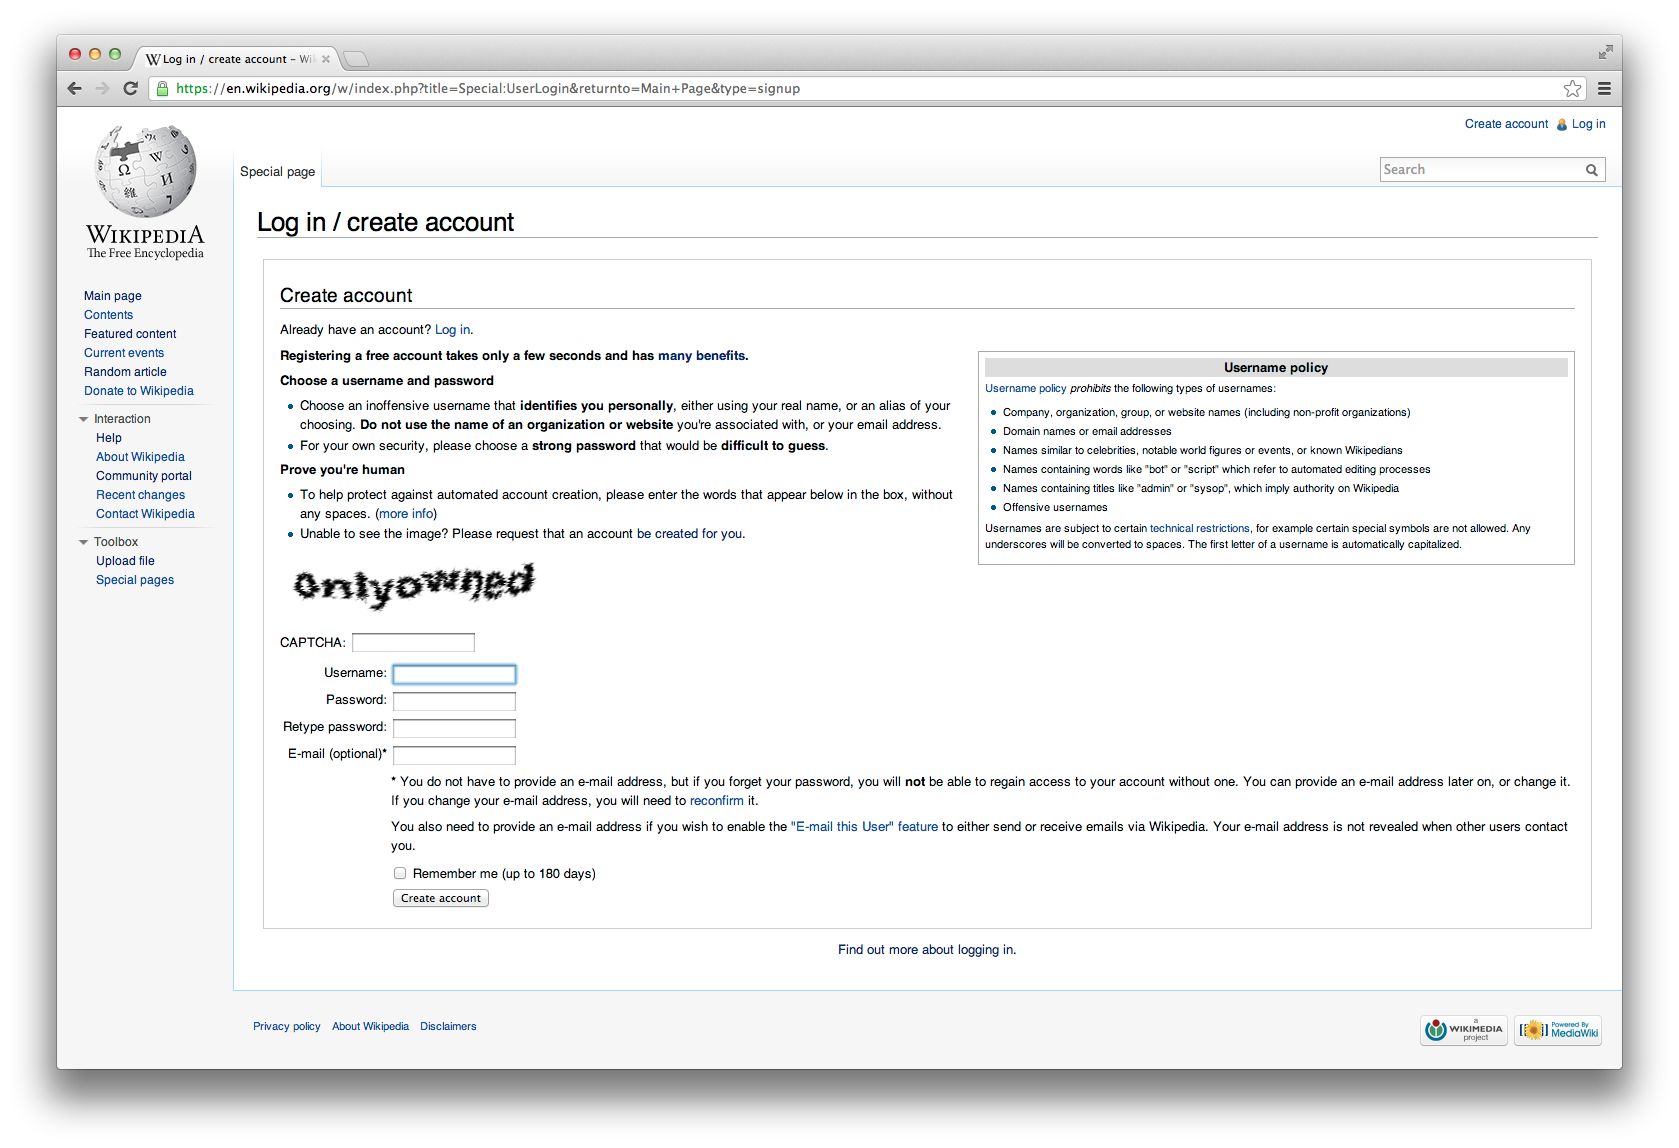 Log in / create account – Wiki
https://en.wikipedia.org/w/index.php?title=Special:UserLogin&returnto=Main+Page&type=signup
Create account Log in
Special page
Search
WIKIPEDIA
The Free Encyclopedia
Main page
Contents
Featured content
Current events
Random article
Donate to Wikipedia
Interaction
Help
About Wikipedia
Community portal
Recent changes
Contact Wikipedia
Toolbox
Upload file
Special pages
Log in / create account
Create account
Already have an account? Log in.
Registering a free account takes only a few seconds and has many benefits.
Choose a username and password
Choose an inoffensive username that identifies you personally, either using your real name, or an alias of your
choosing. Do not use the name of an organization or website you're associated with, or your email address.
For your own security, please choose a strong password that would be difficult to guess.
Prove you're human
To help protect against automated account creation, please enter the words that appear below in the box, without
any spaces. (more info)
Unable to see the image? Please request that an account be created for you.
onlyowned
CAPTCHA:
Username:
Password:
Retype password:
E-mail (optional)*
* You do not have to provide an e-mail address, but if you forget your password, you will not be able to regain access to your account without one. You can provide an e-mail address later on, or change it.
If you change your e-mail address, you will need to reconfirm it.
You also need to provide an e-mail address if you wish to enable the "E-mail this User" feature to either send or receive emails via Wikipedia. Your e-mail address is not revealed when other users contact
you.
Remember me (up to 180 days)
Create account
Username policy
Username policy prohibits the following types of usernames:
Company, organization, group, or website names (including non-profit organizations)
Domain names or email addresses
Names similar to celebrities, notable world figures or events, or known Wikipedians
Names containing words like "bot" or "script" which refer to automated editing processes
Names containing titles like "admin" or "sysop", which imply authority on Wikipedia
Offensive usernames
Usernames are subject to certain technical restrictions, for example certain special symbols are not allowed. Any
underscores will be converted to spaces. The first letter of a username is automatically capitalized.
Find out more about logging in.
Privacy policy About Wikipedia Disclaimers
a
WIKIMEDIA
project
Powered By
MediaWiki